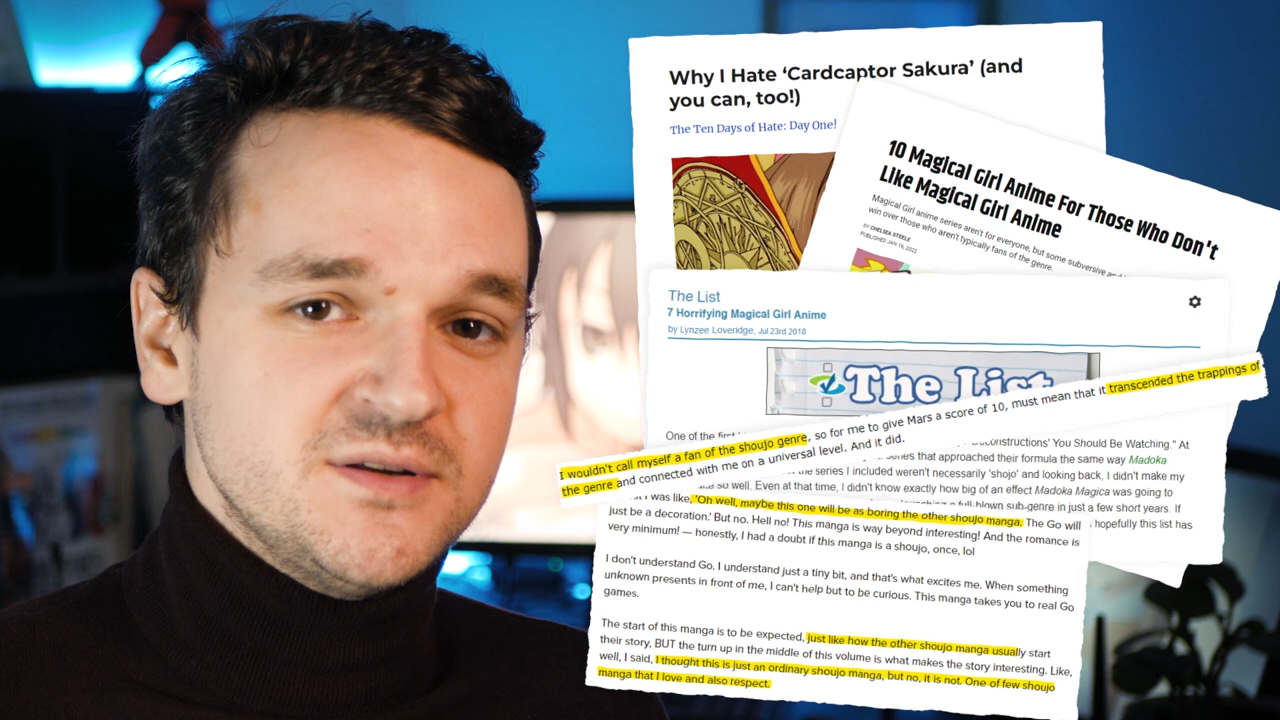 Why I Hate ‘Cardcaptor Sakura’ (and
you can, too!)
The Ten Days of Hate: Day One!
10 Magical Girl Anime For Those Who Don't
Like Magical Girl Anime
Magical Girl anime series aren't for everyone, but some subversive and
win over those who aren't typically fans of the genre.
BY CHELSEA STEELE
PUBLISHED JAN 16, 2022
The List
7 Horrifying Magical Girl Anime
by Lynzee Loveridge, Jul 23rd 2018
The List
One of the first
Deconstructions' You Should Be Watching." At
series that approached their formula the same way Madoka
the series I included weren't necessarily 'shojo' and looking back, I didn't make my
so well. Even at that time, I didn't know exactly how big of an effect Madoka Magica was going to
full-blown sub-genre in just a few short years. If
hopefully this list has
I wouldn't call myself a fan of the shoujo genre, so for me to give Mars a score of 10, must mean that it transcended the trappings of
the genre and connected with me on a universal level. And it did.
I was like, 'Oh well, maybe this one will be as boring the other shoujo manga. The Go will
just be a decoration.' But no. Hell no! This manga is way beyond interesting! And the romance is
very minimum! — honestly, I had a doubt if this manga is a shoujo, once, lol
I don't understand Go. I understand just a tiny bit, and that's what excites me. When something
unknown presents in front of me, I can't help but to be curious. This manga takes you to real Go
games.
The start of this manga is to be expected, just like how the other shoujo manga usually start
their story, BUT the turn up in the middle of this volume is what makes the story interesting. Like,
well, I said, I thought this is just an ordinary shoujo manga, but no, it is not. One of few shoujo
manga that I love and also respect.